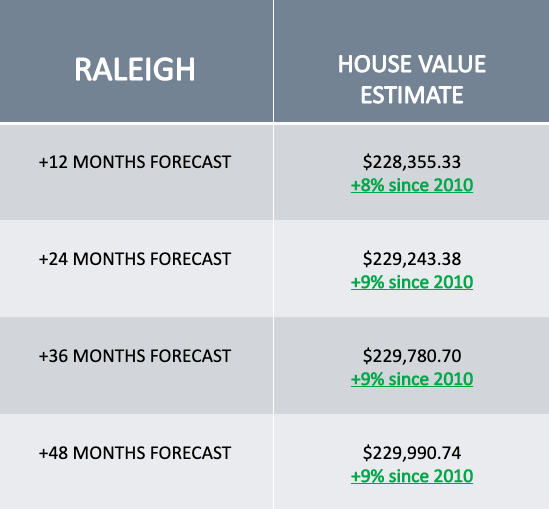 RALEIGH
HOUSE VALUE
ESTIMATE
+12 MONTHS FORECAST
$228,355.33
+8% since 2010
+24 MONTHS FORECAST
$229,243.38
+9% since 2010
+36 MONTHS FORECAST
$229,780.70
+9% since 2010
+48 MONTHS FORECAST
$229,990.74
+9% since 2010